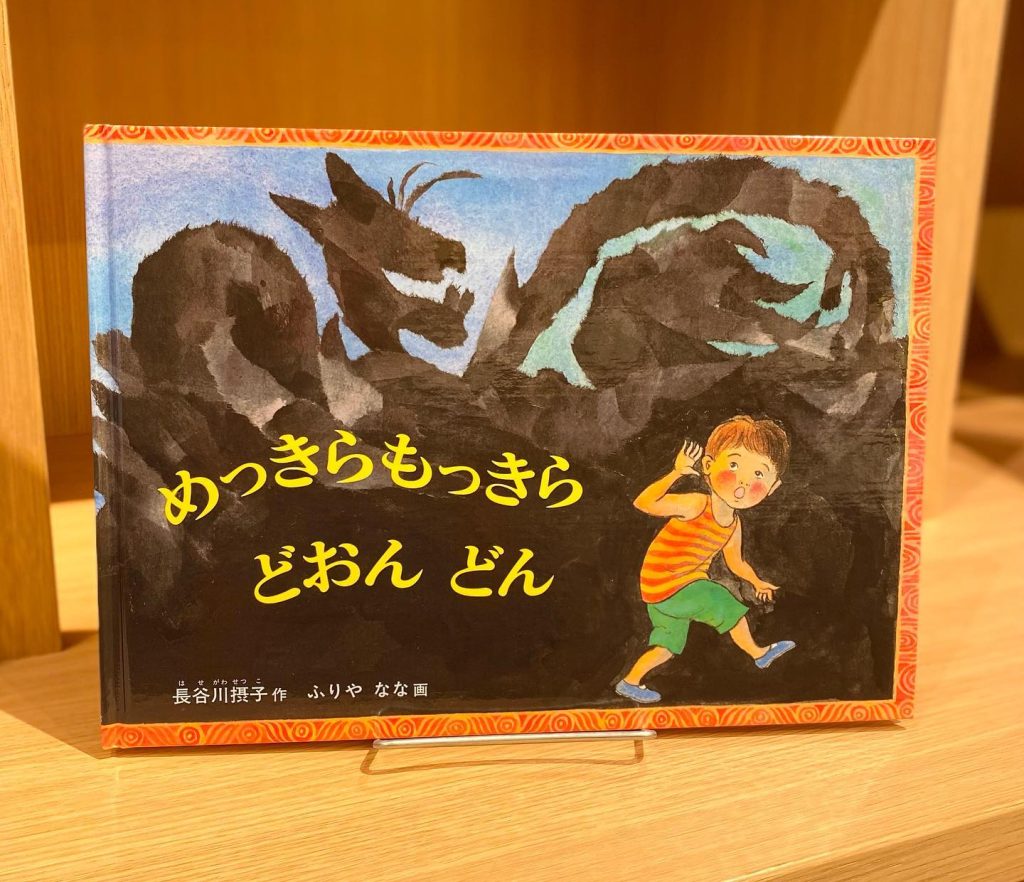 めっきらもっきら
どおん どん
は せ がわ せつ こ
長谷川摂子 作 ふりや なな 画